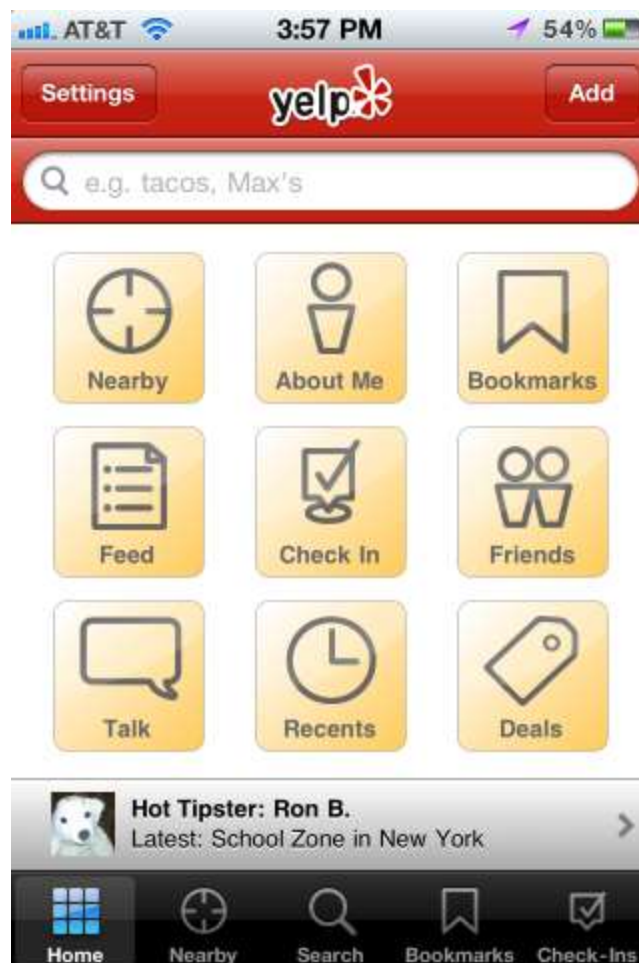 AT&T 3:57 PM 54%
Settings yelp Add
e.g. tacos, Max's
Nearby About Me Bookmarks
Feed Check In Friends
Talk Recents Deals
Hot Tipster: Ron B.
Latest: School Zone in New York
Home Nearby Search Bookmarks Check-Ins